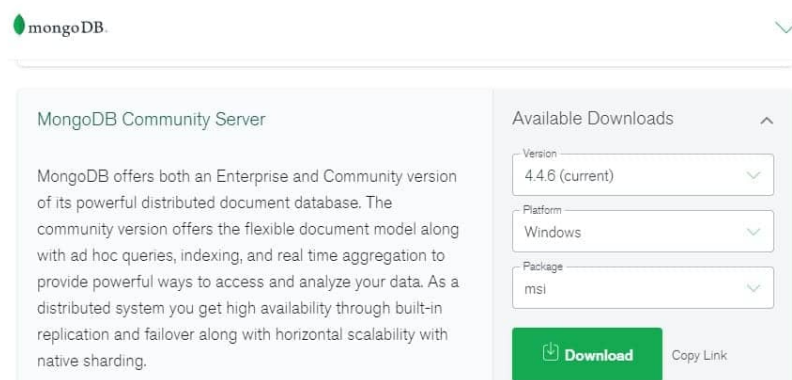 mongoDB.
MongoDB Community Server
MongoDB offers both an Enterprise and Community version
of its powerful distributed document database. The
community version offers the flexible document model along
with ad hoc queries, indexing, and real time aggregation to
provide powerful ways to access and analyze your data. As a
distributed system you get high availability through built-in
replication and failover along with horizontal scalability with
native sharding.
Available Downloads
Version
4.4.6 (current)
Platform
Windows
Package
msi
Download
Copy Link